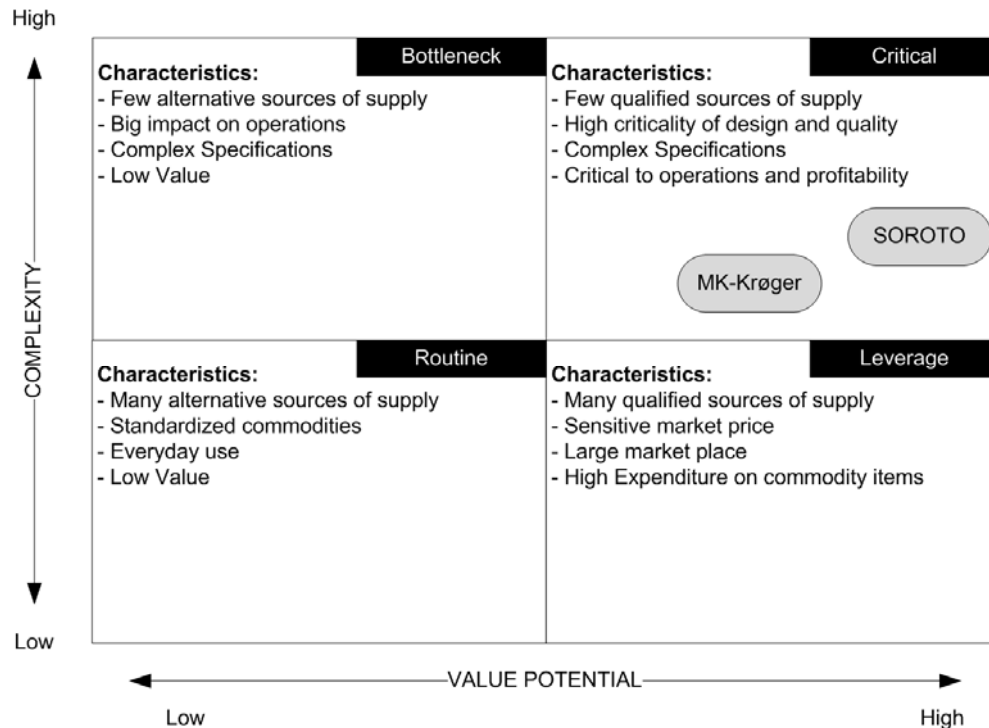 High
Bottleneck
Characteristics:
- Few alternative sources of supply
- Big impact on operations
- Complex Specifications
- Low Value
Critical
Characteristics:
- Few qualified sources of supply
- High criticality of design and quality
- Complex Specifications
- Critical to operations and profitability
SOROTO
MK-Krøger
COMPLEXITY
Routine
Characteristics:
- Many alternative sources of supply
- Standardized commodities
- Everyday use
- Low Value
Leverage
Characteristics:
- Many qualified sources of supply
- Sensitive market price
- Large market place
- High Expenditure on commodity items
Low
VALUE POTENTIAL
Low
High